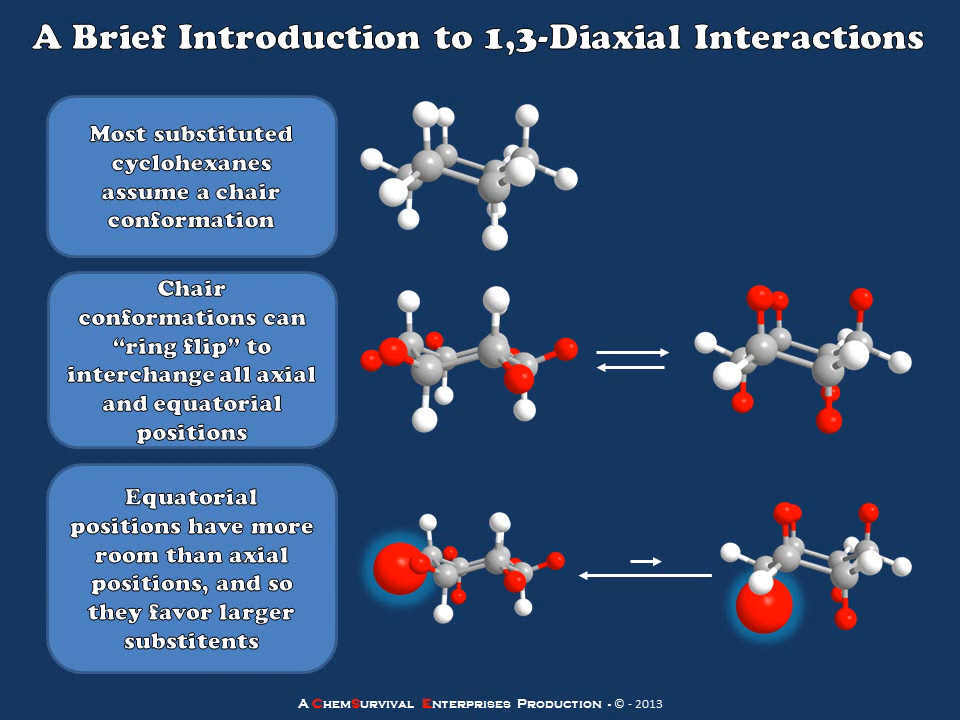 A Brief Introduction to 1,3-Diaxial Interactions
Most substituted
cyclohexanes
assume a chair
conformation
Chair
conformations can
“ring flip” to
interchange all axial
and equatorial
positions
Equatorial
positions have more
room than axial
positions, and so
they favor larger
substitents
A ChemSurvival Enterprises Production - © - 2013